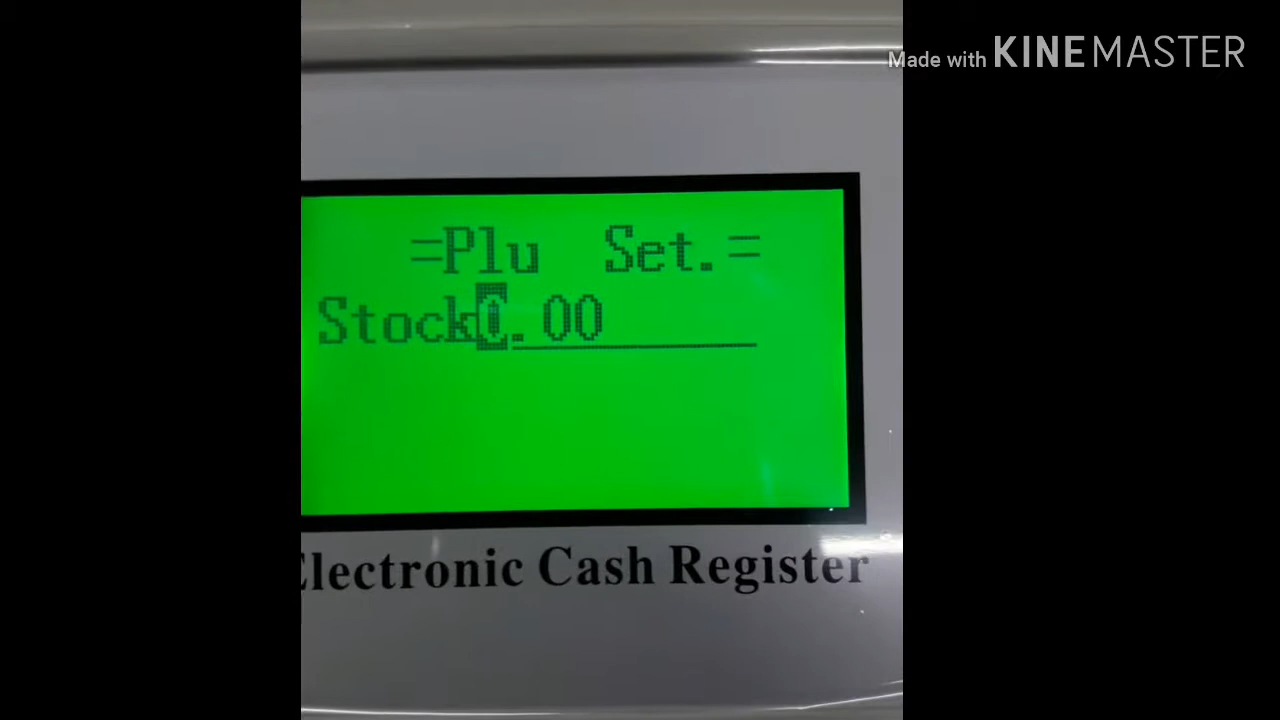 Made with KINEMASTER
=Plu Set.=
Stock0.00
Electronic Cash Register